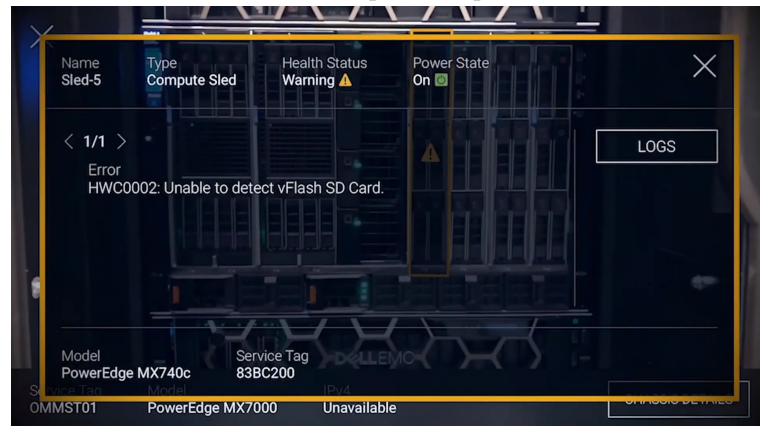 Name Type Health Status Power State
Sled-5 Compute Sled Warning On
1/1
LOGS
Error
HWC0002: Unable to detect vFlash SD Card.
DELLEMC
Model Service Tag
PowerEdge MX740c 83BC200
Service Tag Model IPv4
OMMST01 PowerEdge MX7000 Unavailable
CHASSIS DETAILS